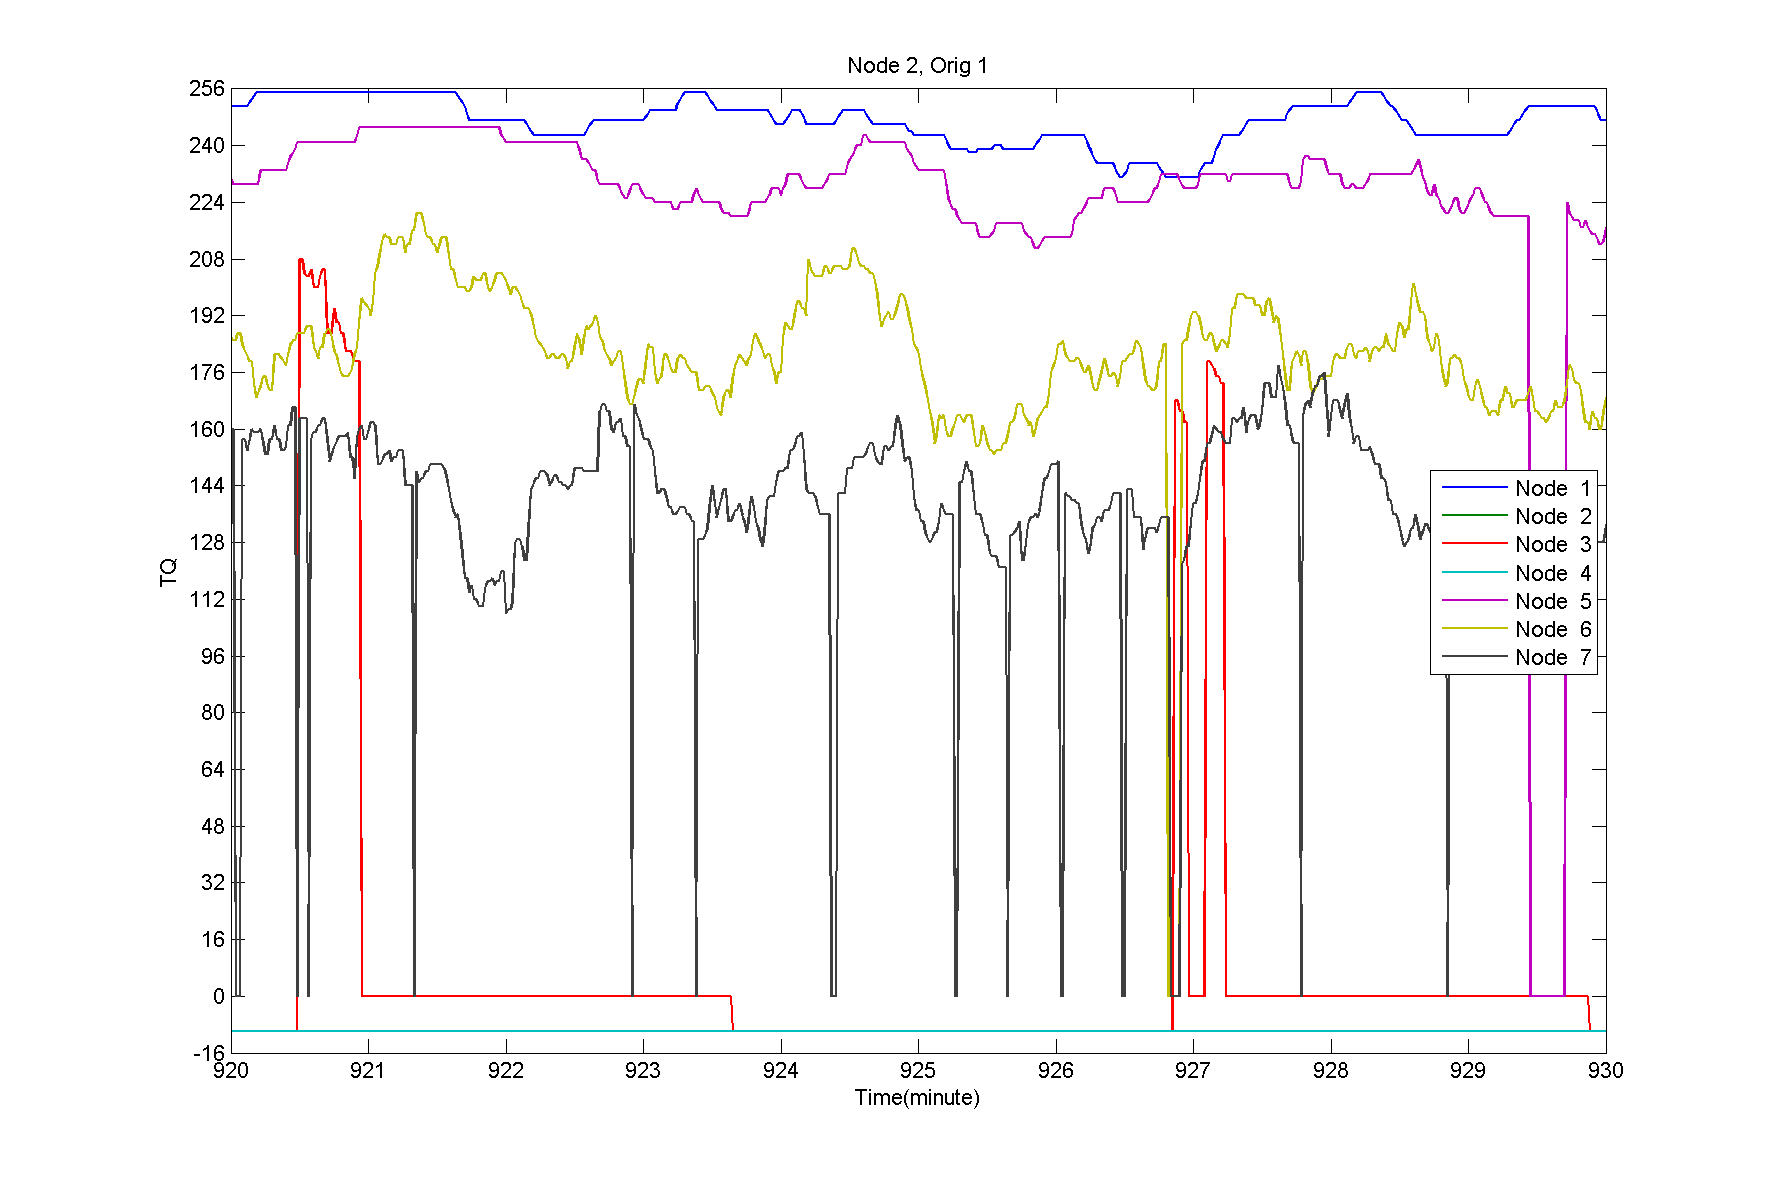 Node 2, Orig 1
256
240
224
208
192
176
160
144
128
112
96
80
64
48
32
16
0
-16
TQ
Node 1
Node 2
Node 3
Node 4
Node 5
Node 6
Node 7
920 921 922 923 924 925 926 927 928 929 930
Time(minute)